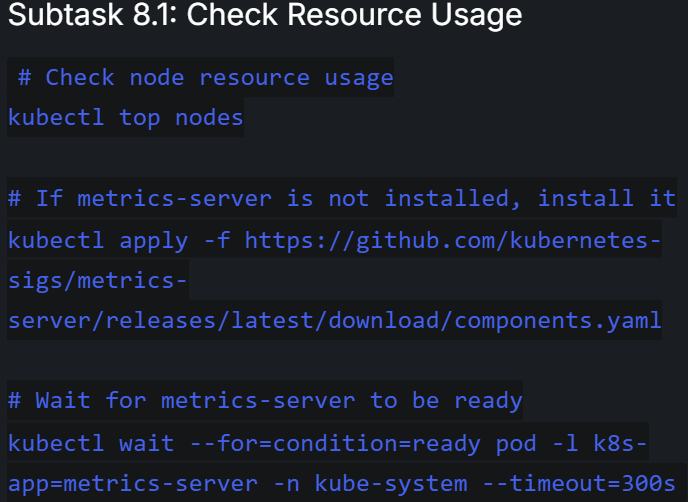 Subtask 8.1: Check Resource Usage
# Check node resource usage
kubectl top nodes
# If metrics-server is not installed, install it
kubectl apply -f https://github.com/kubernetes-
sigs/metrics-
server/releases/latest/download/components.yaml
# Wait for metrics-server to be ready
kubectl wait --for=condition=ready pod -l k8s-
app=metrics-server -n kube-system --timeout=300s